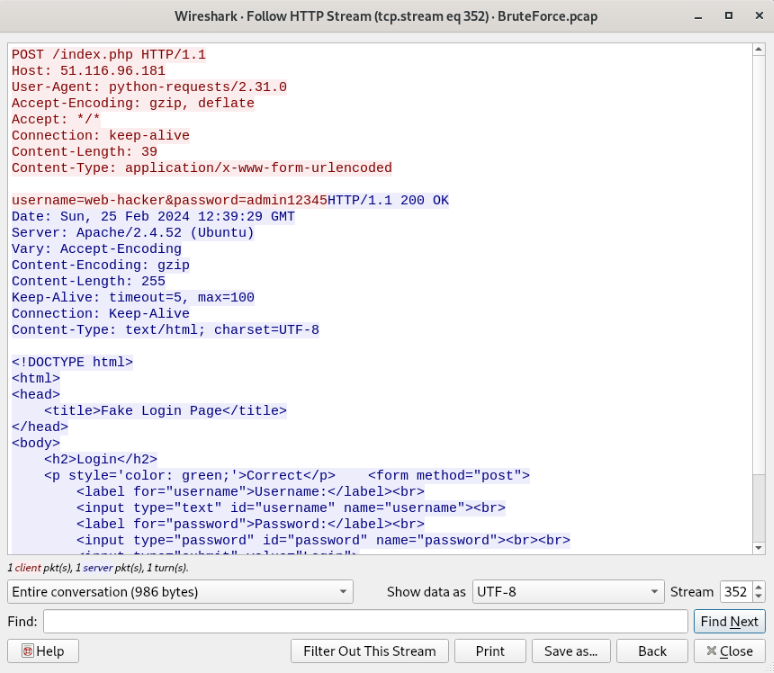 Wireshark · Follow HTTP Stream (tcp.stream eq 352) · BruteForce.pcap
POST /index.php HTTP/1.1
Host: 51.116.96.181
User-Agent: python-requests/2.31.0
Accept-Encoding: gzip, deflate
Accept: */*
Connection: keep-alive
Content-Length: 39
Content-Type: application/x-www-form-urlencoded
username=web-hacker&password=admin12345HTTP/1.1 200 OK
Date: Sun, 25 Feb 2024 12:39:29 GMT
Server: Apache/2.4.52 (Ubuntu)
Vary: Accept-Encoding
Content-Encoding: gzip
Content-Length: 255
Keep-Alive: timeout=5, max=100
Connection: Keep-Alive
Content-Type: text/html; charset=UTF-8
<!DOCTYPE html>
<html>
<head>
    <title>Fake Login Page</title>
</head>
<body>
    <h2>Login</h2>
    <p style='color: green;'>Correct</p>    <form method="post">
        <label for="username">Username:</label><br>
        <input type="text" id="username" name="username"><br>
        <label for="password">Password:</label><br>
        <input type="password" id="password" name="password"><br><br>
        <input type="submit" value="Login">
1 client pkt(s), 1 server pkt(s), 1 turn(s).
Entire conversation (986 bytes) Show data as UTF-8 Stream 352
Find: Find Next
Help Filter Out This Stream Print Save as... Back Close